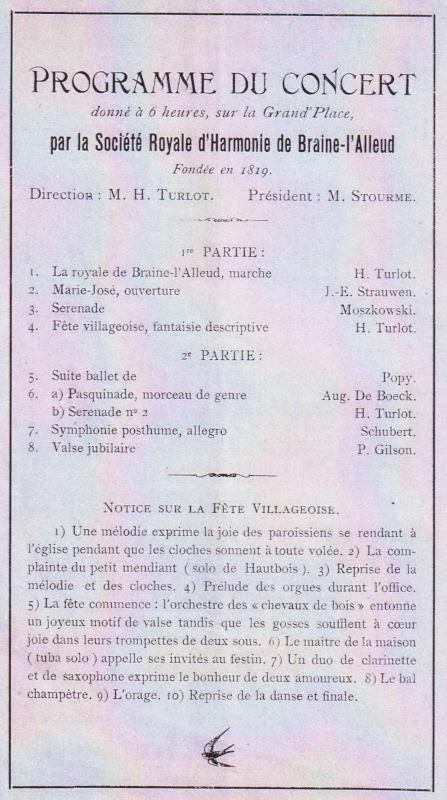 PROGRAMME DU CONCERT
donné à 6 heures, sur la Grand'Place,
par la Société Royale d'Harmonie de Braine-l'Alleud
Fondée en 1819.
Direction : M. H. TURLOT. Président : M. STOURME.
1re PARTIE :
1. La royale de Braine-l'Alleud, marche H. Turlot.
2. Marie-José, ouverture J.-E. Strauwen.
3. Serenade Moszkowski.
4. Fête villageoise, fantaisie descriptive H. Turlot.
2e PARTIE :
5. Suite ballet de Popy.
6. a) Pasquinade, morceau de genre Aug. De Boeck.
b) Serenade no 2 H. Turlot.
7. Symphonie posthume, allegro Schubert.
8. Valse jubilaire P. Gilson.
NOTICE SUR LA FÊTE VILLAGEOISE.
1) Une mélodie exprime la joie des paroissiens se rendant à
l'église pendant que les cloches sonnent à toute volée. 2) La com-
plainte du petit mendiant (solo de Hautbois). 3) Reprise de la
mélodie et des cloches. 4) Prélude des orgues durant l'office.
5) La fête commence : l'orchestre des « chevaux de bois » entonne
un joyeux motif de valse tandis que les gosses soufflent à cœur
joie dans leurs trompettes de deux sous. 6) Le maitre de la maison
(tuba solo) appelle ses invités au festin. 7) Un duo de clarinette
et de saxophone exprime le bonheur de deux amoureux. 8) Le bal
champêtre. 9) L'orage. 10) Reprise de la danse et finale.